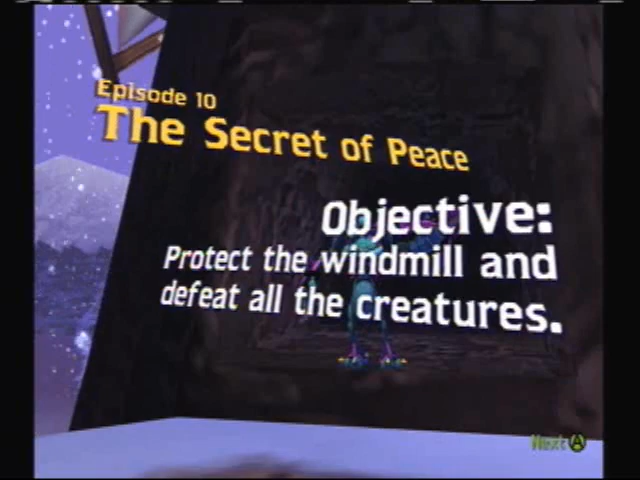 Episode 10
The Secret of Peace
Objective:
Protect the windmill and
defeat all the creatures.
Next A